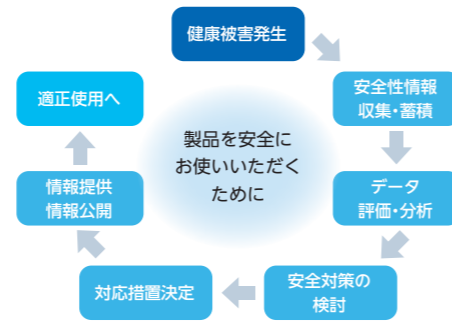 健康被害発生
安全性情報
収集・蓄積
データ
評価・分析
安全対策の
検討
対応措置決定
情報提供
情報公開
適正使用へ
製品を安全に
お使いいただく
ために